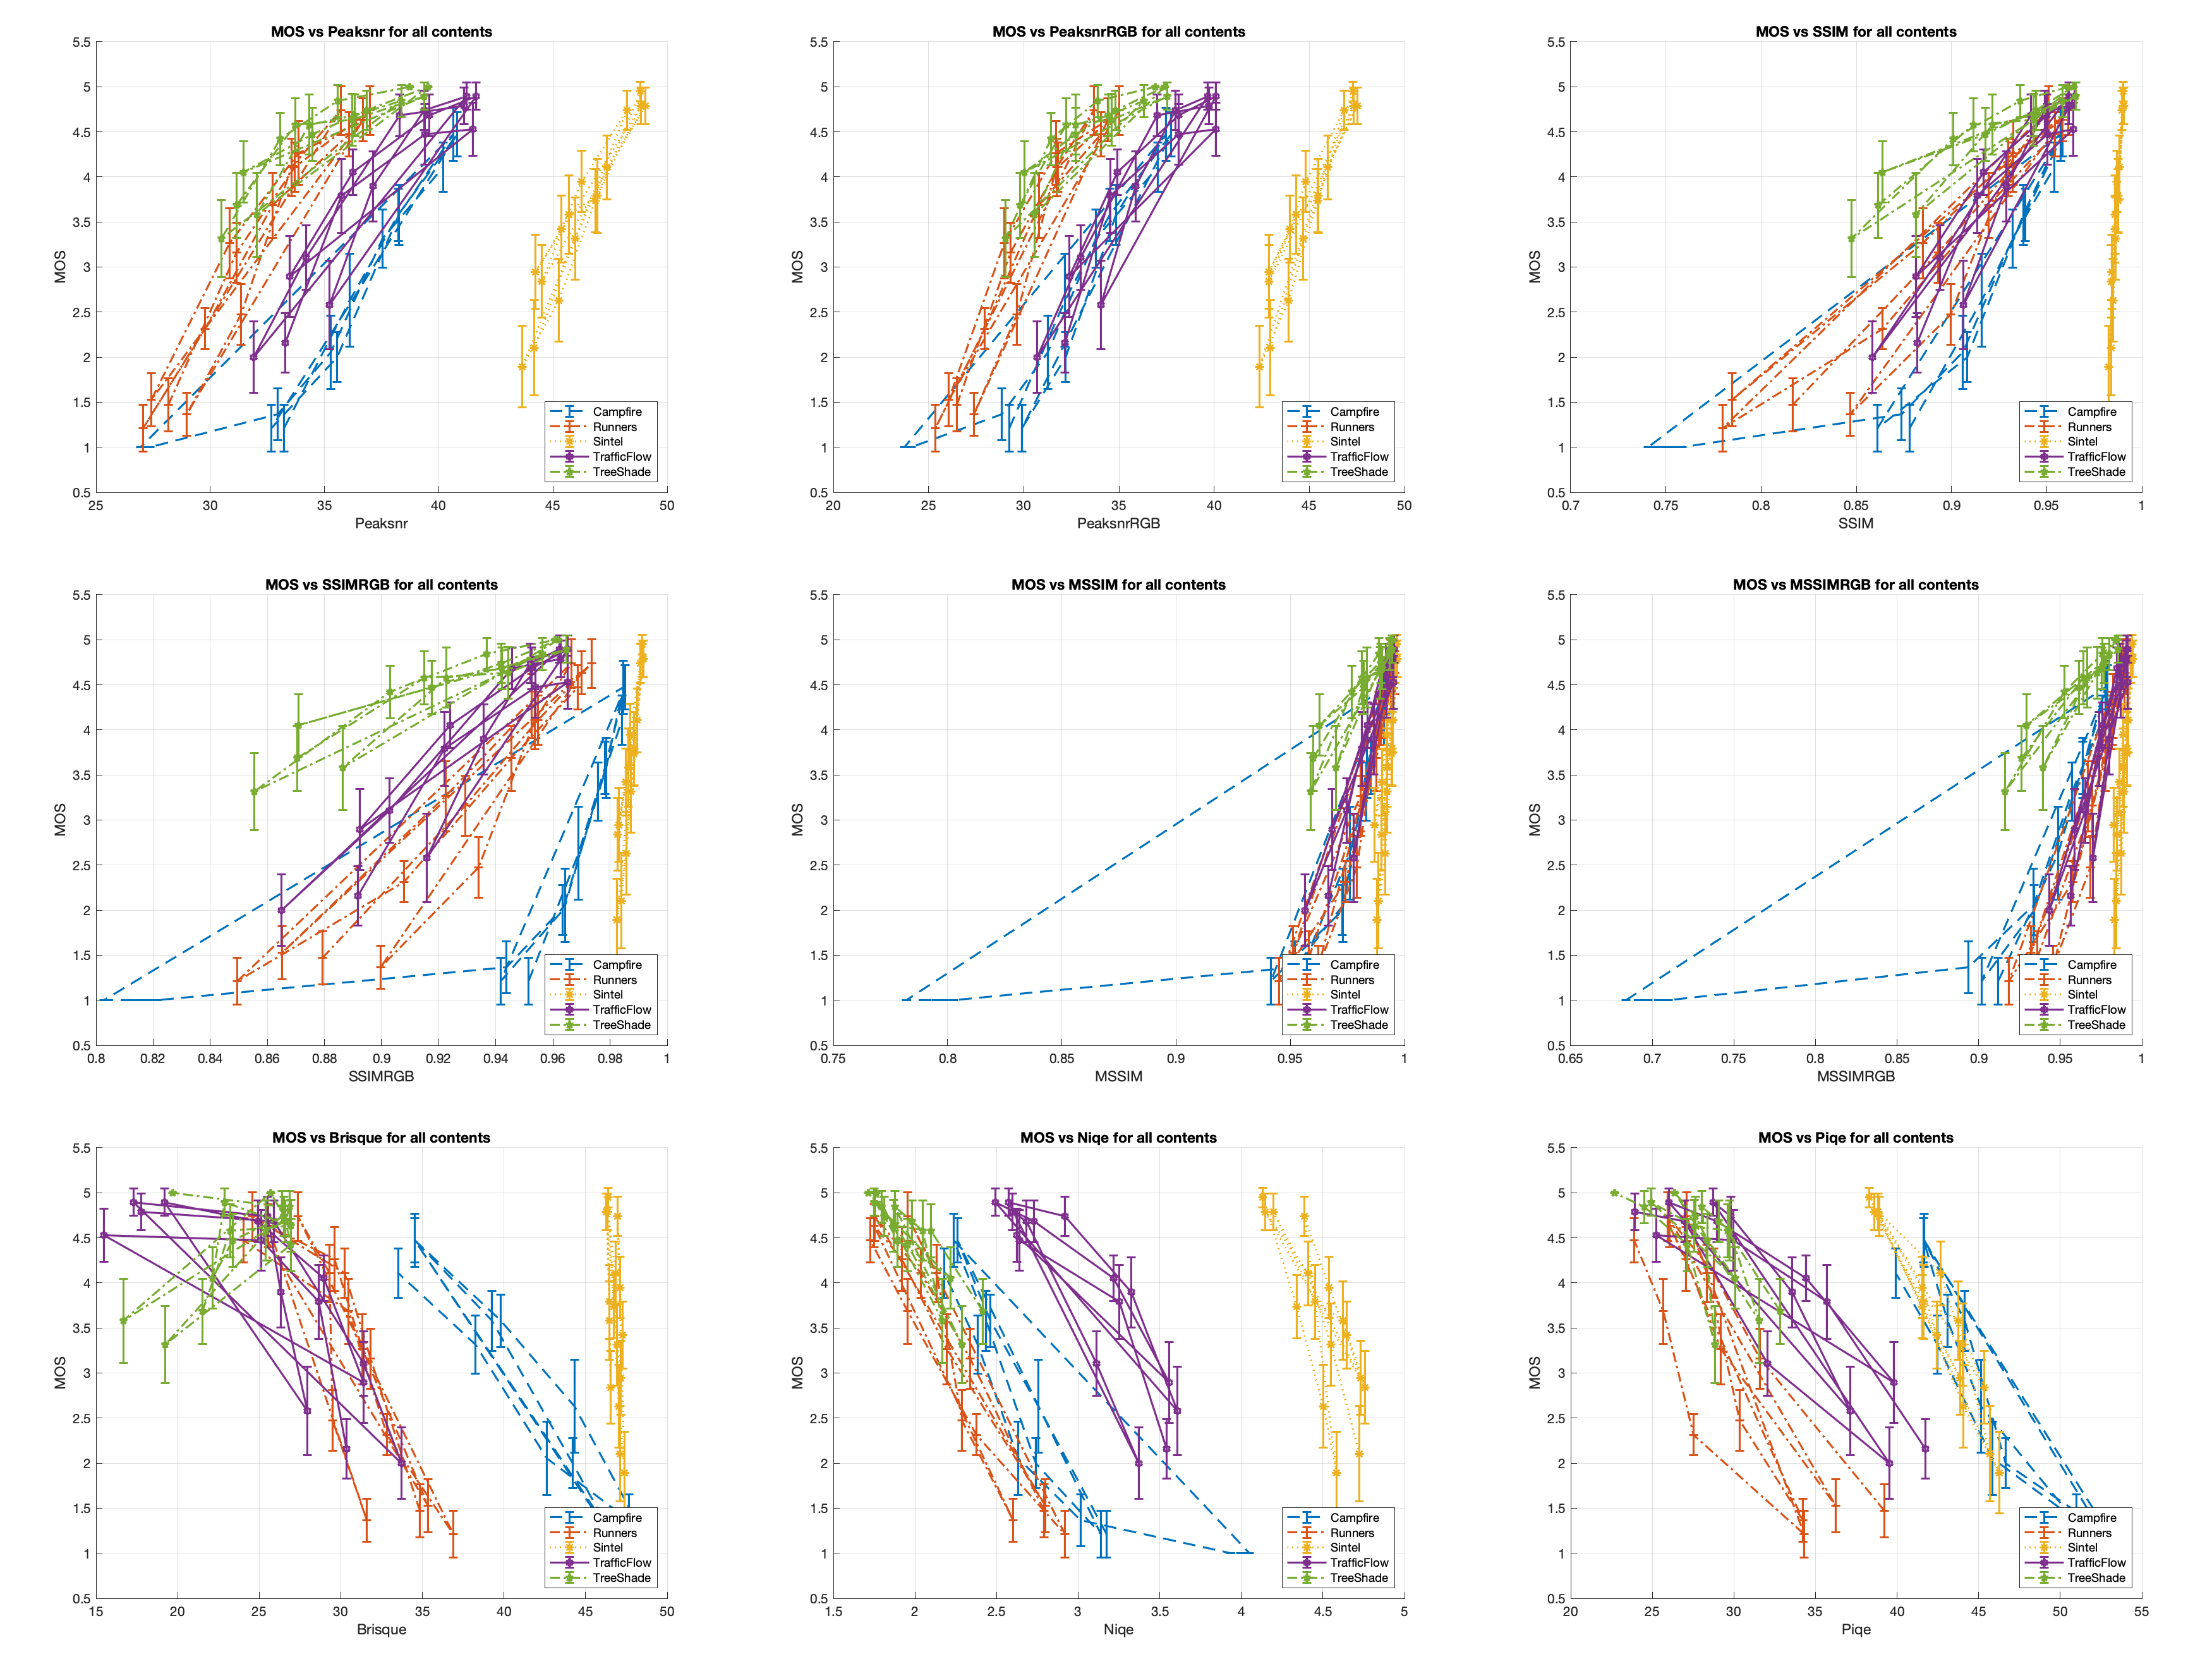 MOS vs Peaksnr for all contents
MOS
5.5
5
4.5
4
3.5
3
2.5
2
1.5
1
0.5
25 30 35 40 45 50
Peaksnr
Campfire
Runners
Sintel
TrafficFlow
TreeShade
MOS vs PeaksnrRGB for all contents
MOS
5.5
5
4.5
4
3.5
3
2.5
2
1.5
1
0.5
20 25 30 35 40 45 50
PeaksnrRGB
Campfire
Runners
Sintel
TrafficFlow
TreeShade
MOS vs SSIM for all contents
MOS
5.5
5
4.5
4
3.5
3
2.5
2
1.5
1
0.5
0.7 0.75 0.8 0.85 0.9 0.95 1
SSIM
Campfire
Runners
Sintel
TrafficFlow
TreeShade
MOS vs SSIMRGB for all contents
MOS
5.5
5
4.5
4
3.5
3
2.5
2
1.5
1
0.5
0.8 0.82 0.84 0.86 0.88 0.9 0.92 0.94 0.96 0.98 1
SSIMRGB
Campfire
Runners
Sintel
TrafficFlow
TreeShade
MOS vs MSSIM for all contents
MOS
5.5
5
4.5
4
3.5
3
2.5
2
1.5
1
0.5
0.75 0.8 0.85 0.9 0.95 1
MSSIM
Campfire
Runners
Sintel
TrafficFlow
TreeShade
MOS vs MSSIMRGB for all contents
MOS
5.5
5
4.5
4
3.5
3
2.5
2
1.5
1
0.5
0.65 0.7 0.75 0.8 0.85 0.9 0.95 1
MSSIMRGB
Campfire
Runners
Sintel
TrafficFlow
TreeShade
MOS vs Brisque for all contents
MOS
5.5
5
4.5
4
3.5
3
2.5
2
1.5
1
0.5
15 20 25 30 35 40 45 50
Brisque
Campfire
Runners
Sintel
TrafficFlow
TreeShade
MOS vs Niqe for all contents
MOS
5.5
5
4.5
4
3.5
3
2.5
2
1.5
1
0.5
1.5 2 2.5 3 3.5 4 4.5 5
Niqe
Campfire
Runners
Sintel
TrafficFlow
TreeShade
MOS vs Piqe for all contents
MOS
5.5
5
4.5
4
3.5
3
2.5
2
1.5
1
0.5
20 25 30 35 40 45 50 55
Piqe
Campfire
Runners
Sintel
TrafficFlow
TreeShade